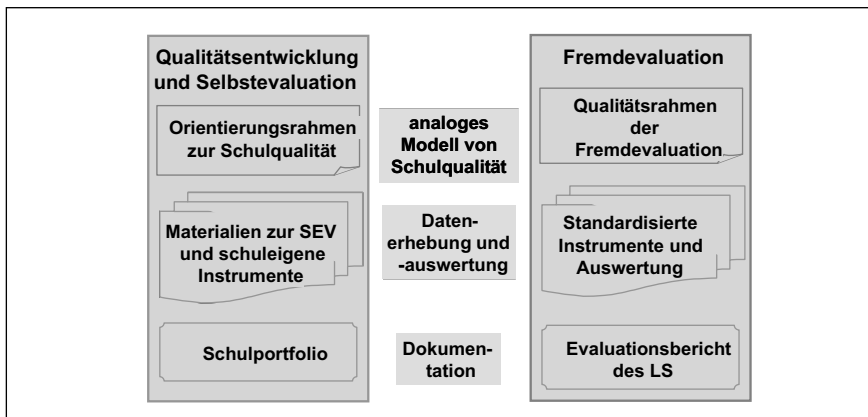 Qualitätsentwicklung
und Selbstevaluation
Orientierungsrahmen
zur Schulqualität
Materialien zur SEV
und schuleigene
Instrumente
Schulportfolio
analoges
Modell von
Schulqualität
Daten-
erhebung und
-auswertung
Dokumen-
tation
Fremdevaluation
Qualitätsrahmen
der
Fremdevaluation
Standardisierte
Instrumente und
Auswertung
Evaluationsbericht
des LS